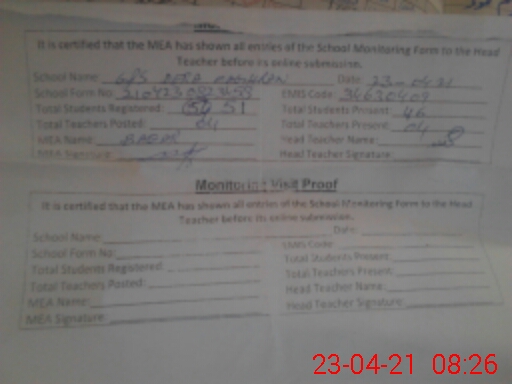 It is certified that the MEA has shown all entries of the School Monitoring Form to the Head
Teacher before its online submission.
School Name: GPS DERA Date: 23-04-21
School Form No: EMIS Code: 34630409
Total Students Registered: 51 Total Students Present: 46
Total Teachers Posted: 04 Total Teachers Present: 04
MEA Name: Head Teacher Name:
MEA Signature: Head Teacher Signature:
Monitoring Visit Proof
It is certified that the MEA has shown all entries of the School Monitoring Form to the Head
Teacher before its online submission.
School Name: Date:
School Form No: EMIS Code
Total Students Registered: Total Students Present:
Total Teachers Posted: Total Teachers Present:
MEA Name: Head Teacher Name:
MEA Signature: Head Teacher Signature:
23-04-21 08:26